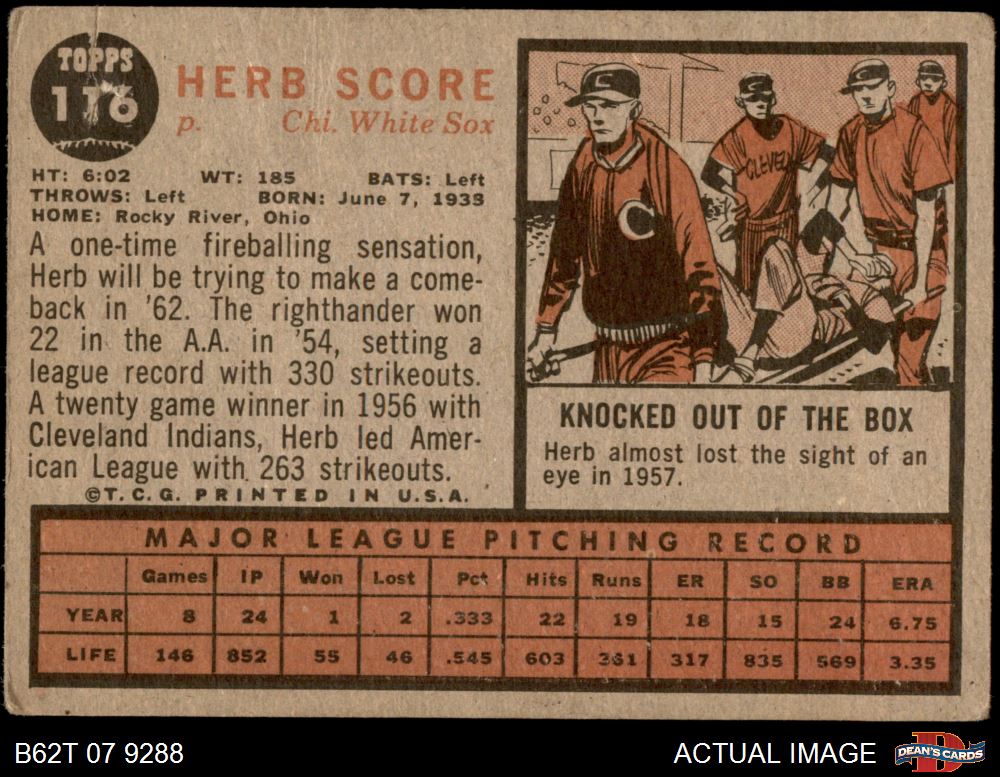 TOPPS
116
HERB SCORE
p. Chi. White Sox
HT: 6:02 WT: 185 BATS: Left
THROWS: Left BORN: June 7, 1933
HOME: Rocky River, Ohio
A one-time fireballing sensation,
Herb will be trying to make a come-
back in '62. The righthander won
22 in the A.A. in '54, setting a
league record with 330 strikeouts.
A twenty game winner in 1956 with
Cleveland Indians, Herb led Amer-
ican League with 263 strikeouts.
©T.C.G. PRINTED IN U.S.A.
C
C
CLEVEL
KNOCKED OUT OF THE BOX
Herb almost lost the sight of an
eye in 1957.
MAJOR LEAGUE PITCHING RECORD
Games IP Won Lost Pct Hits Runs ER SO BB ERA
YEAR 8 24 1 2 .333 22 19 18 15 24 6.75
LIFE 146 852 55 46 .545 603 361 317 835 569 3.35
B62T 07 9288
ACTUAL IMAGE
D
DEAN'S CARDS